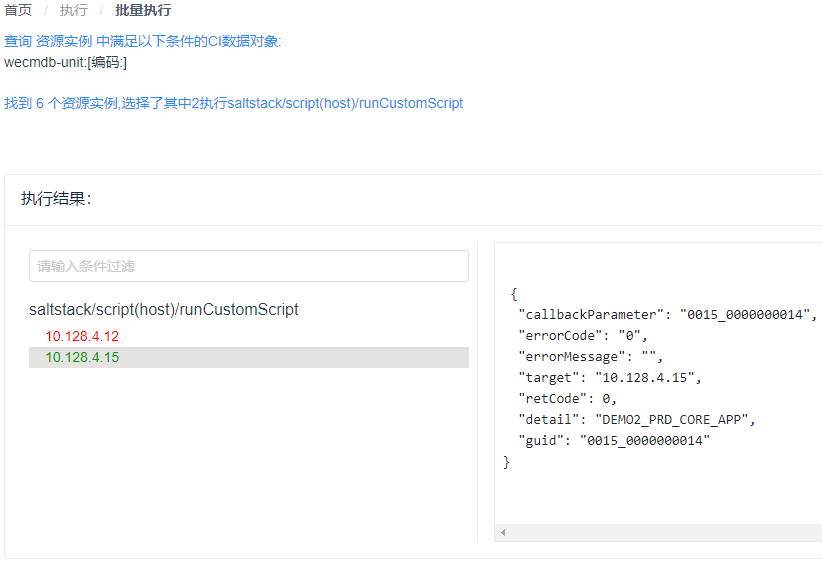 首页 / 执行 / 批量执行
查询 资源实例 中满足以下条件的CI数据对象:
wecmdb-unit:[编码:]
找到 6 个资源实例,选择了其中2执行saltstack/script(host)/runCustomScript
执行结果:
请输入条件过滤
saltstack/script(host)/runCustomScript
10.128.4.12
10.128.4.15
{
"callbackParameter": "0015_0000000014",
"errorCode": "0",
"errorMessage": "",
"target": "10.128.4.15",
"retCode": 0,
"detail": "DEMO2_PRD_CORE_APP",
"guid": "0015_0000000014"
}